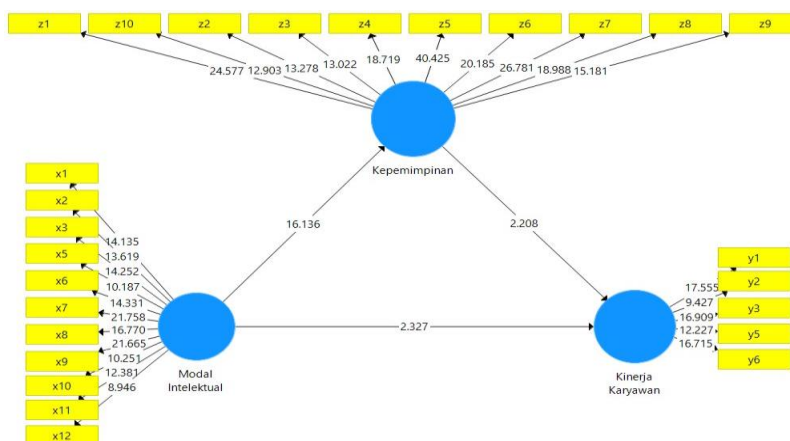 z1 z10 z2 z3 z4 z5 z6 z7 z8 z9
24.577 12.903 13.278 13.022 18.719 40.425 20.185 26.781 18.988 15.181
Kepemimpinan
x1
x2
x3
x5
x6
x7
x8
x9
x10
x11
x12
14.135
13.619
14.252
10.187
14.331
21.758
16.770
21.665
10.251
12.381
8.946
Modal
Intelektual
16.136
2.208
2.327
17.555
9.427
16.909
12.227
16.715
y1
y2
y3
y5
y6
Kinerja
Karyawan